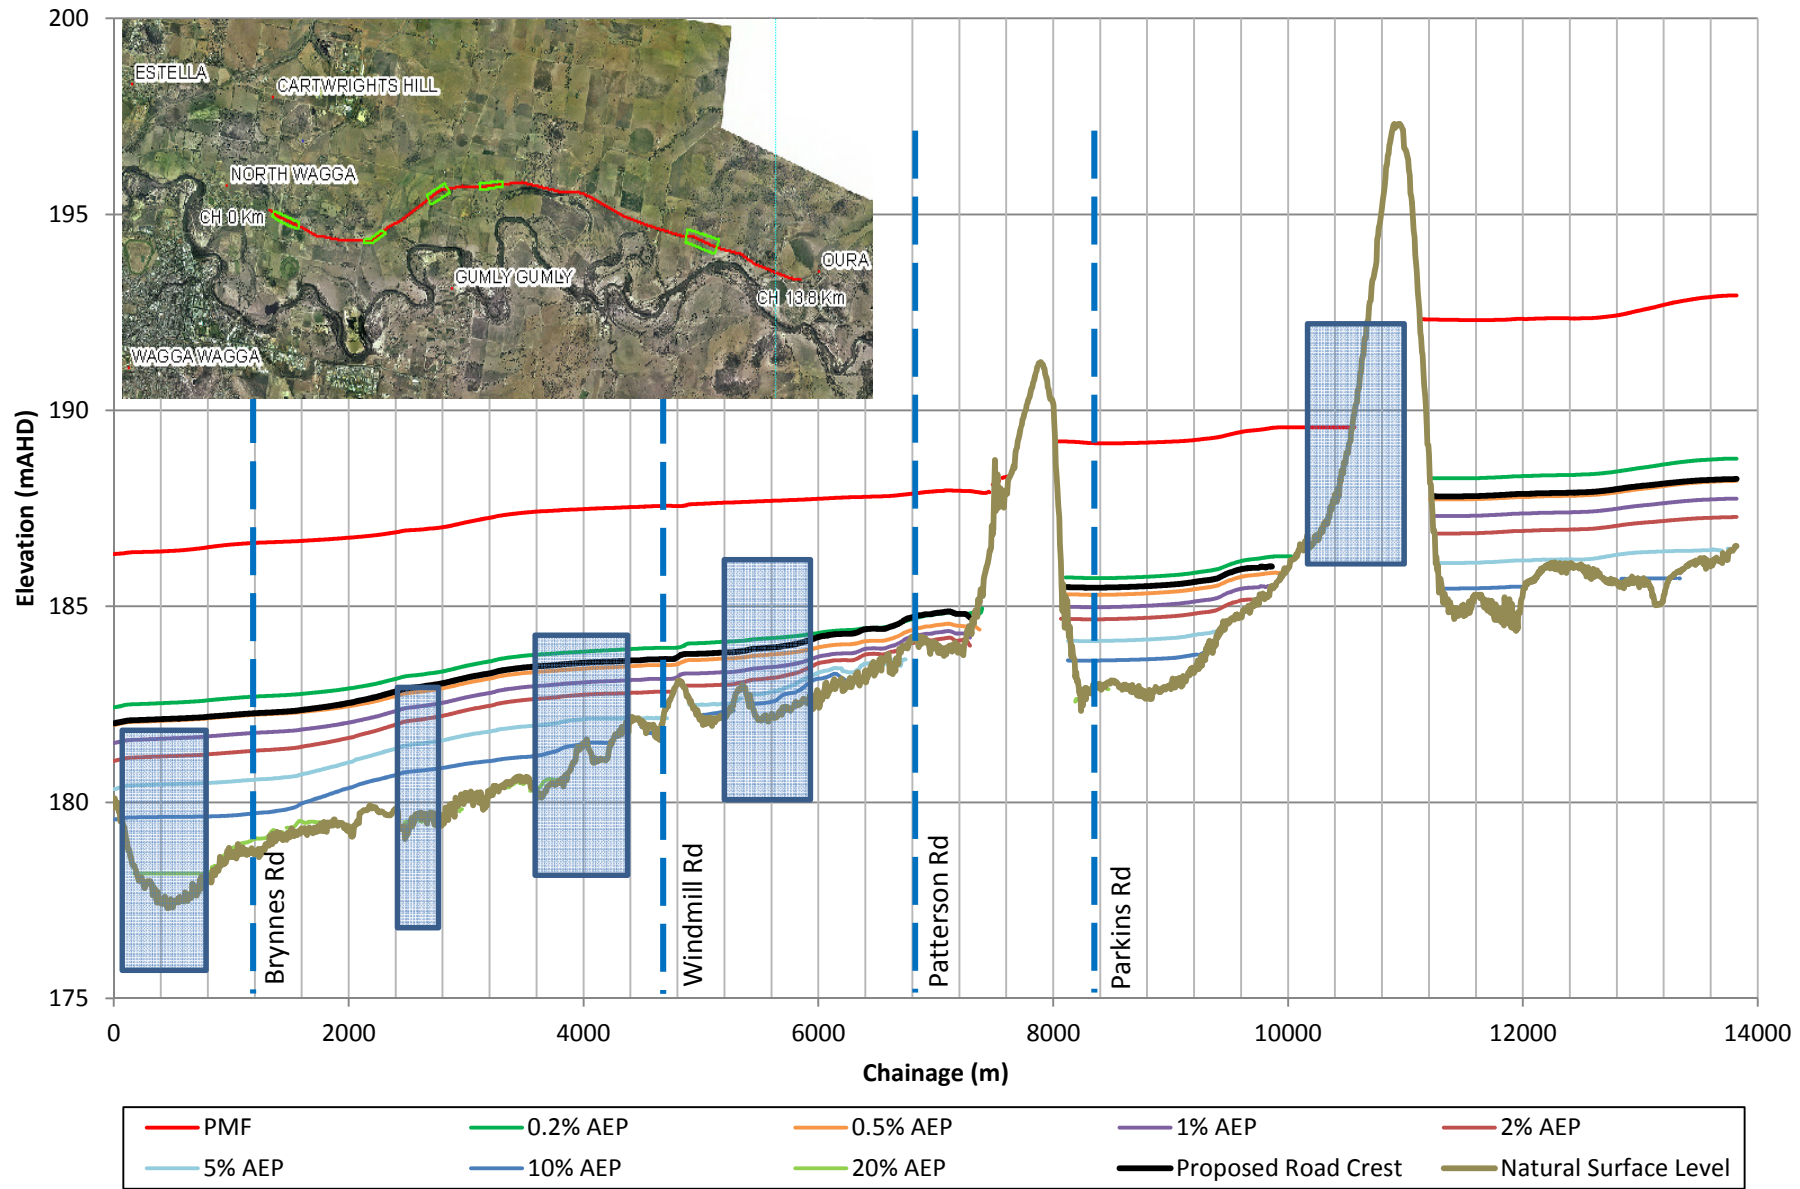 200
195
190
185
180
175
Elevation (mAHD)
ESTELLA
CARTWRIGHTS HILL
NORTH WAGGA
CH 0 Km
GUMLY GUMLY
OURA
CH 13.8 Km
WAGGA WAGGA
Brynnes Rd
Windmill Rd
Patterson Rd
Parkins Rd
0 2000 4000 6000 8000 10000 12000 14000
Chainage (m)
PMF 0.2% AEP 0.5% AEP 1% AEP 2% AEP
5% AEP 10% AEP 20% AEP Proposed Road Crest Natural Surface Level